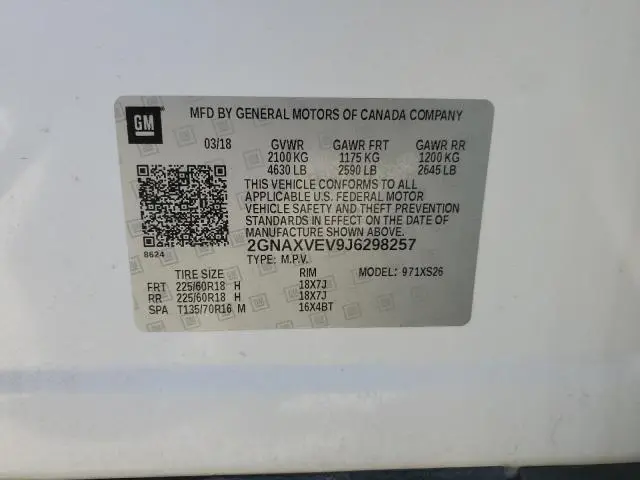 GM
MFD BY GENERAL MOTORS OF CANADA COMPANY
03/18 GVWR GAWR FRT GAWR RR
2100 KG 1175 KG 1200 KG
4630 LB 2590 LB 2645 LB
THIS VEHICLE CONFORMS TO ALL
APPLICABLE U.S. FEDERAL MOTOR
VEHICLE SAFETY AND THEFT PREVENTION
STANDARDS IN EFFECT ON THE DATE OF
MANUFACTURE SHOWN ABOVE.
2GNAXVEV9J6298257
8624
TYPE: M.P.V.
TIRE SIZE RIM MODEL: 971XS26
FRT 225/60R18 H 18X7J
RR 225/60R18 H 18X7J
SPA T135/70R16 M 16X4BT